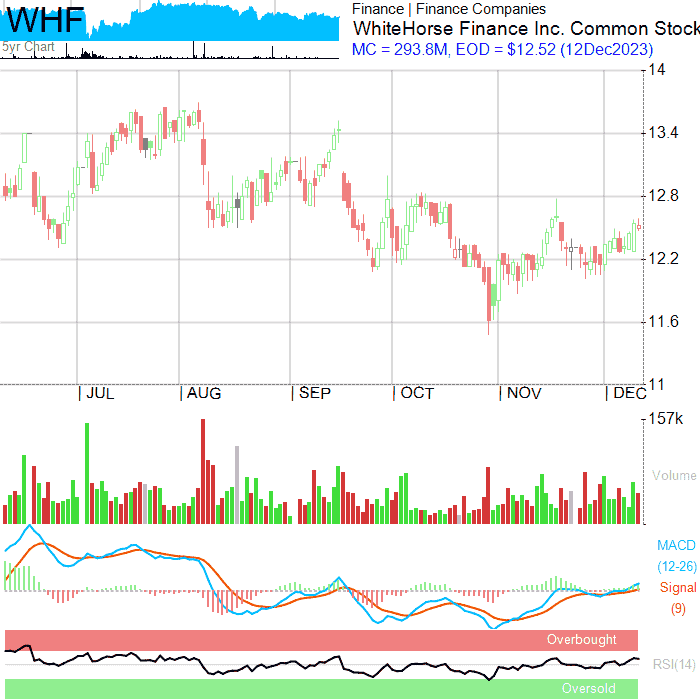 WHF
5yr Chart
Finance | Finance Companies
WhiteHorse Finance Inc. Common Stock
MC = 293.8M, EOD = $12.52 (12Dec2023)
14
13.4
12.8
12.2
11.6
11
JUL AUG SEP OCT NOV DEC
157k
Volume
MACD
(12-26)
Signal
(9)
Overbought
RSI(14)
Oversold